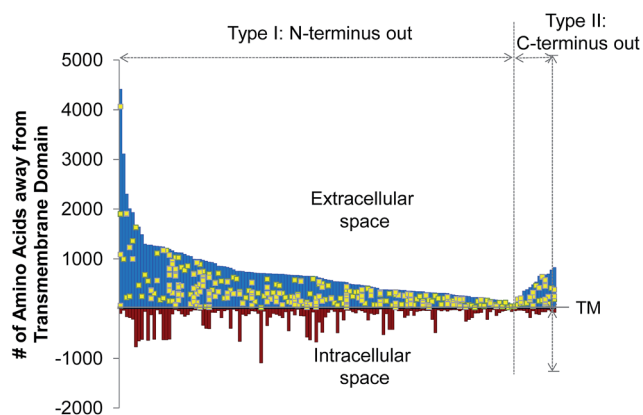 Type I: N-terminus out
Type II:
C-terminus out
# of Amino Acids away from
Transmembrane Domain
5000
4000
3000
2000
1000
0
-1000
-2000
Extracellular
space
TM
Intracellular
space